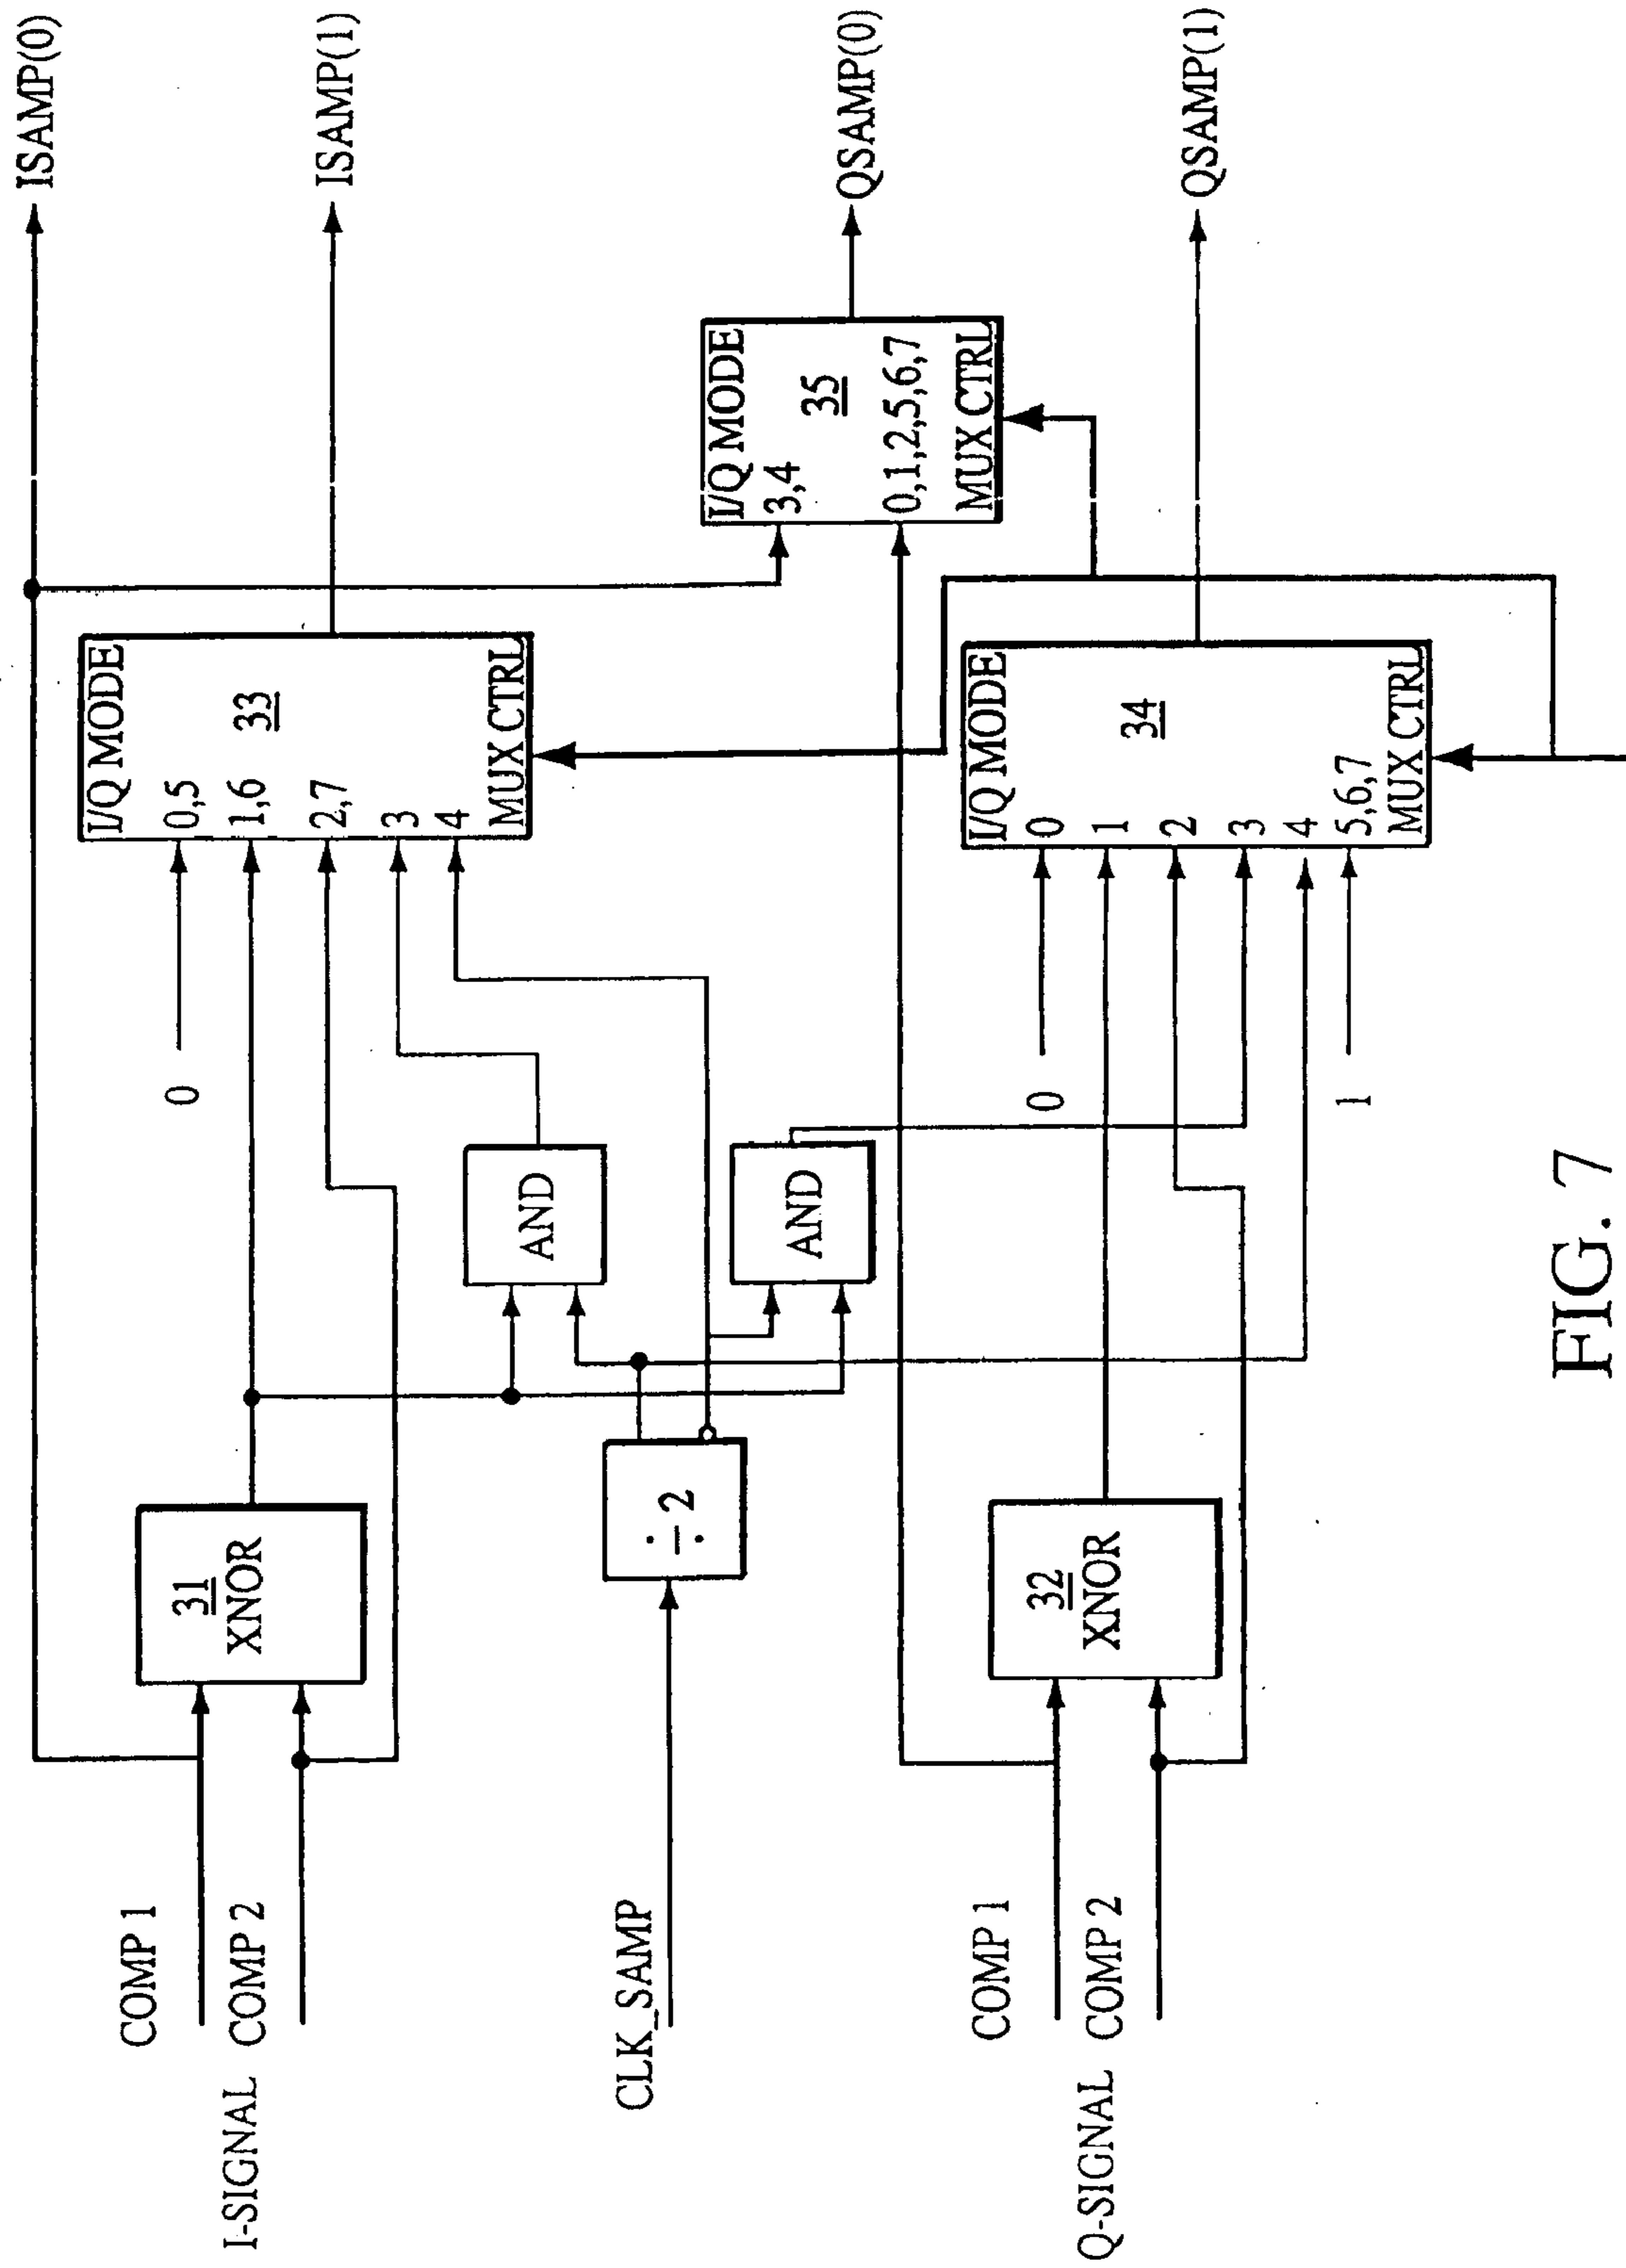 I-SIGNAL
COMP 1
COMP 2
31
XNOR
CLK_SAMP
÷ 2
Q-SIGNAL
COMP 1
COMP 2
32
XNOR
AND
AND
0
0
1
I/Q MODE
0,5
1,6
2,7
3
4
33
MUX CTRL
I/Q MODE
0
1
2
3
4
5,6,7
34
MUX CTRL
I/Q MODE
3,4
35
0,1,2,5,6,7
MUX CTRL
ISAMP(0)
ISAMP(1)
QSAMP(0)
QSAMP(1)
FIG. 7